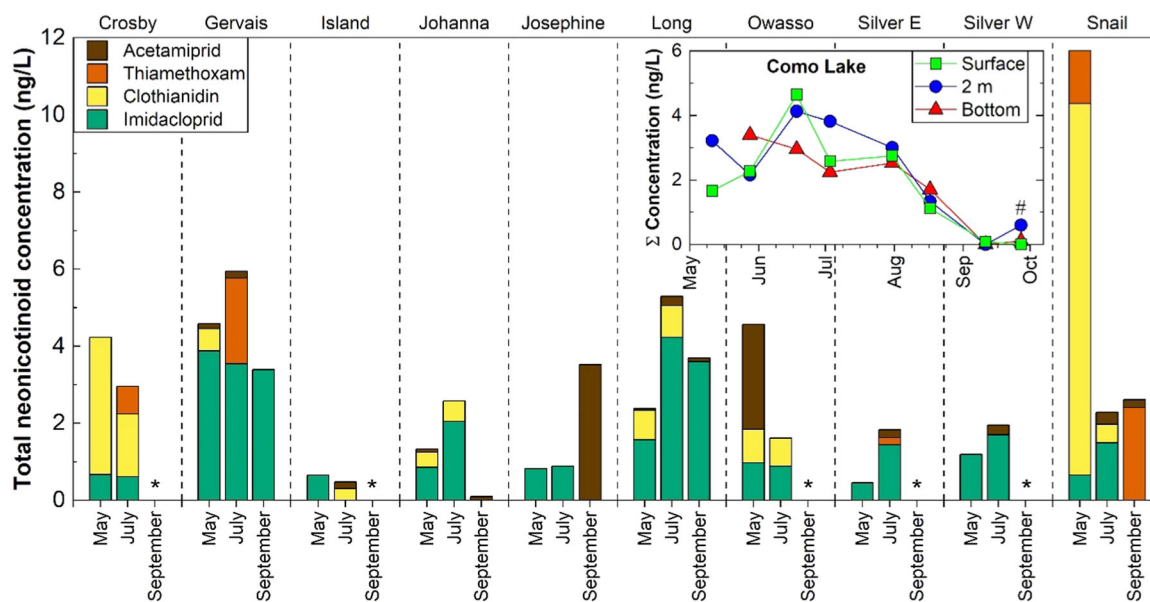 Crosby Gervais Island Johanna Josephine Long Owasso Silver E Silver W Snail
Total neonicotinoid concentration (ng/L)
12
10
8
6
4
2
0
Acetamiprid
Thiamethoxam
Clothianidin
Imidacloprid
Como Lake
Surface
2 m
Bottom
Σ Concentration (ng/L)
6
4
2
0
#
May Jun Jul Aug Sep Oct
* * * * *
May July September May July September May July September May July September May July September May July September May July September May July September May July September May July September